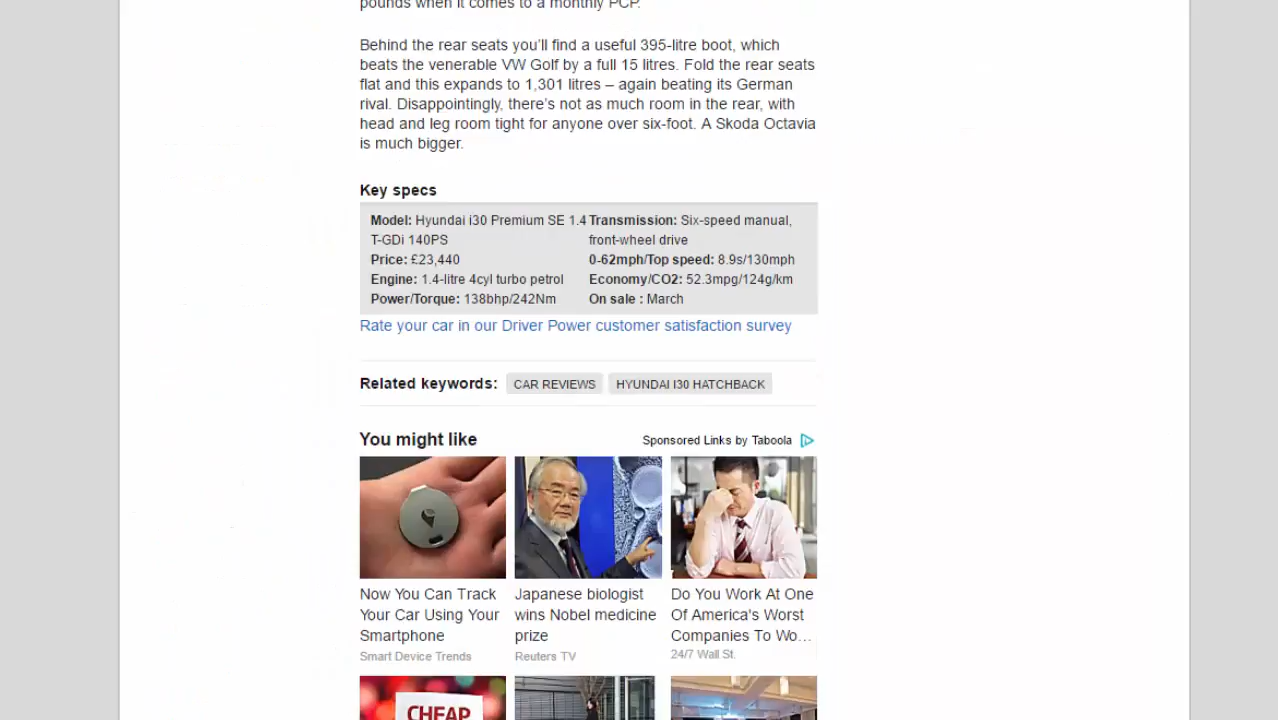 pounds when it comes to a monthly PCP.
Behind the rear seats you'll find a useful 395-litre boot, which
beats the venerable VW Golf by a full 15 litres. Fold the rear seats
flat and this expands to 1,301 litres – again beating its German
rival. Disappointingly, there's not as much room in the rear, with
head and leg room tight for anyone over six-foot. A Skoda Octavia
is much bigger.
Key specs
Model: Hyundai i30 Premium SE 1.4
T-GDi 140PS
Price: £23,440
Engine: 1.4-litre 4cyl turbo petrol
Power/Torque: 138bhp/242Nm
Transmission: Six-speed manual,
front-wheel drive
0-62mph/Top speed: 8.9s/130mph
Economy/CO2: 52.3mpg/124g/km
On sale : March
Rate your car in our Driver Power customer satisfaction survey
Related keywords: CAR REVIEWS HYUNDAI I30 HATCHBACK
You might like
Sponsored Links by Taboola
Now You Can Track
Your Car Using Your
Smartphone
Smart Device Trends
Japanese biologist
wins Nobel medicine
prize
Reuters TV
Do You Work At One
Of America's Worst
Companies To Wo…
24/7 Wall St.
CHEAP